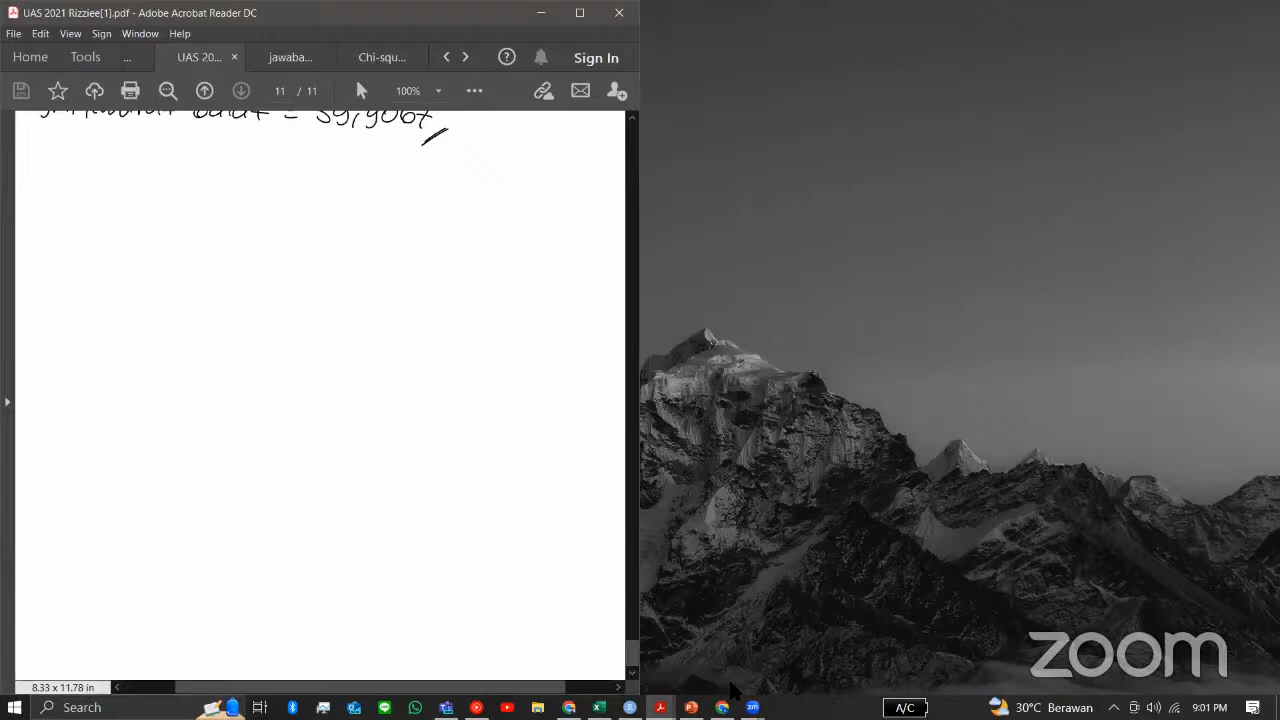 UAS 2021 Rizziee[1].pdf - Adobe Acrobat Reader DC
File Edit View Sign Window Help
Home Tools ... UAS 20... × jawaba... Chi-squ... Sign In
11 / 11 100%
= 39,9067
8.33 x 11.78 in
zoom
Search A/C 30°C Berawan 9:01 PM